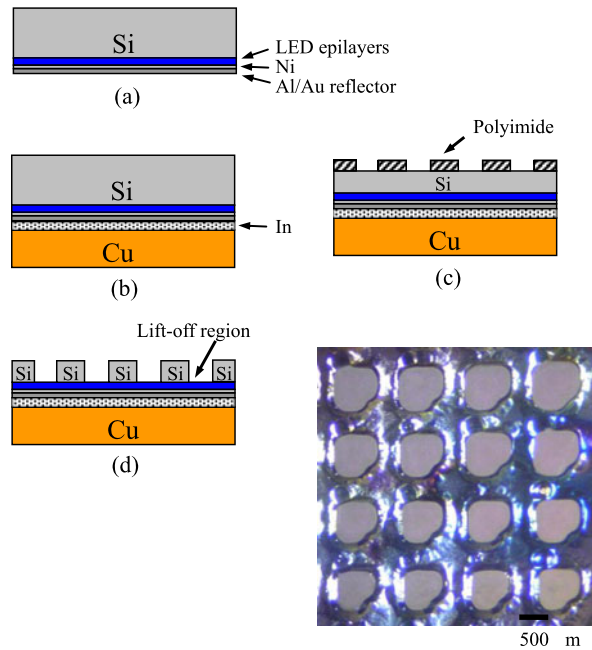 Si
LED epilayers
Ni
Al/Au reflector
(a)
Polyimide
Si
In
Cu
(b)
Si
Cu
(c)
Lift-off region
Si Si Si Si Si
Cu
(d)
500 m